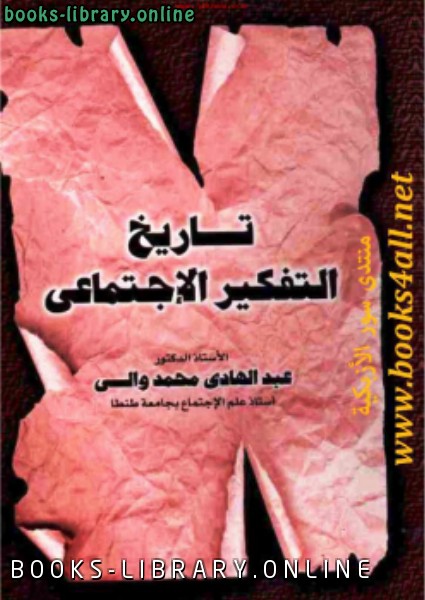 books-library.online
تاريخ
التفكير الإجتماعى
الأستاذ الدكتور
عبد الهادى محمد والـى
أستاذ علم الإجتماع بجامعة طنطا
منتدى سور الأزبكية
www.books4all.net
BOOKS-LIBRARY.ONLINE